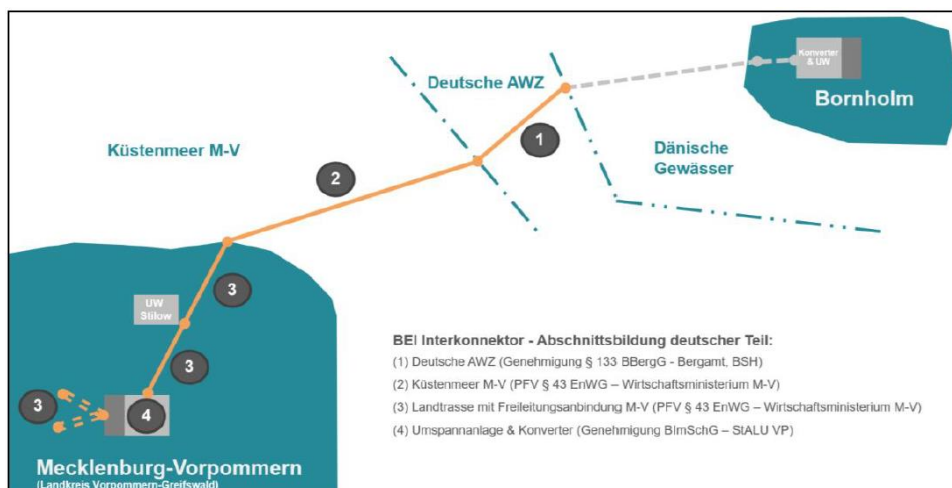 Deutsche AWZ
Konverter
& UW
Bornholm
Küstenmeer M-V
Dänische
Gewässer
1
2
3
UW
Stilow
3
3
4
BEI Interkonnektor - Abschnittsbildung deutscher Teil:
(1) Deutsche AWZ (Genehmigung § 133 BBergG - Bergamt, BSH)
(2) Küstenmeer M-V (PFV § 43 EnWG – Wirtschaftsministerium M-V)
(3) Landtrasse mit Freileitungsanbindung M-V (PFV § 43 EnWG – Wirtschaftsministerium M-V)
(4) Umspannanlage & Konverter (Genehmigung BImSchG – StALU VP)
Mecklenburg-Vorpommern
(Landkreis Vorpommern-Greifswald)